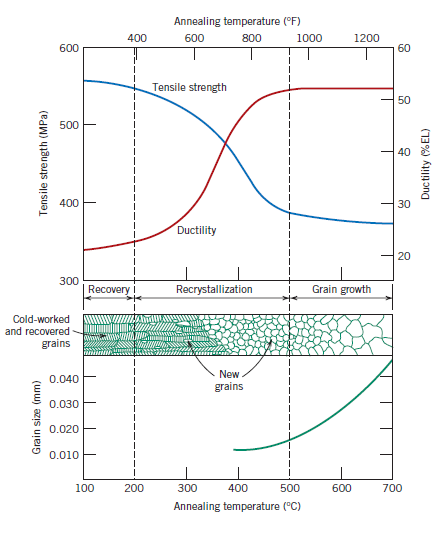 Annealing temperature (°F)
400 600 800 1000 1200
600 60
Tensile strength
50
500
40
Tensile strength (MPa)
Ductility (%EL)
400 30
Ductility
20
300
Recovery Recrystallization Grain growth
Cold-worked
and recovered
grains
New
grains
0.040
0.030
0.020
0.010
Grain size (mm)
100 200 300 400 500 600 700
Annealing temperature (°C)